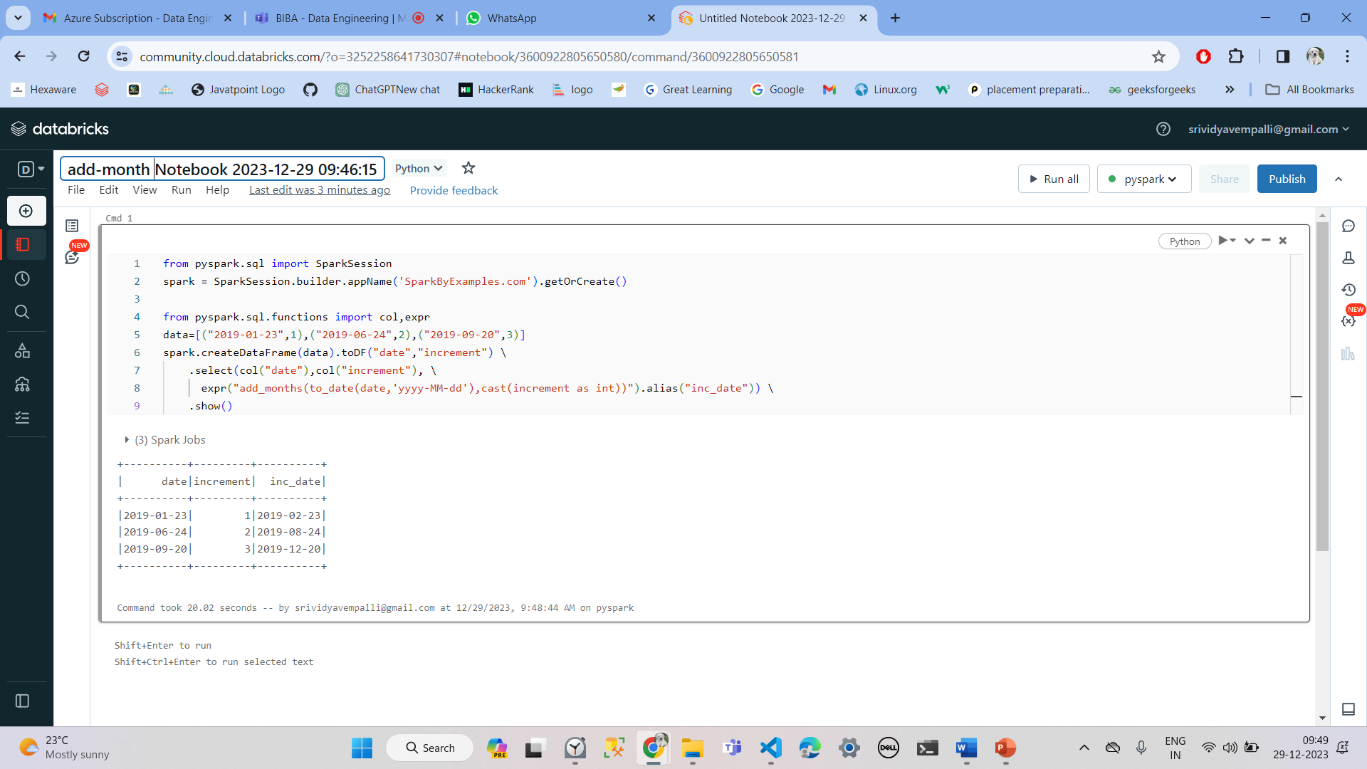 Azure Subscription - Data Engin
BIBA - Data Engineering | M
WhatsApp
Untitled Notebook 2023-12-29
community.cloud.databricks.com/?o=3252258641730307#notebook/3600922805650580/command/3600922805650581
Hexaware
Javatpoint Logo
ChatGPTNew chat
HackerRank
logo
Great Learning
Google
Linux.org
placement preparati...
geeksforgeeks
»
All Bookmarks
databricks
srividyavempalli@gmail.com
D
add-month Notebook 2023-12-29 09:46:15
Python
File Edit View Run Help Last edit was 3 minutes ago Provide feedback
Run all
pyspark
Share
Publish
NEW
NEW
Cmd 1
Python
1 from pyspark.sql import SparkSession
2 spark = SparkSession.builder.appName('SparkByExamples.com').getOrCreate()
3
4 from pyspark.sql.functions import col,expr
5 data=[("2019-01-23",1),("2019-06-24",2),("2019-09-20",3)]
6 spark.createDataFrame(data).toDF("date","increment") \
7 .select(col("date"),col("increment"), \
8 expr("add_months(to_date(date,'yyyy-MM-dd'),cast(increment as int))").alias("inc_date")) \
9 .show()
(3) Spark Jobs
+----------+---------+----------+
|      date|increment|  inc_date|
+----------+---------+----------+
|2019-01-23|        1|2019-02-23|
|2019-06-24|        2|2019-08-24|
|2019-09-20|        3|2019-12-20|
+----------+---------+----------+
Command took 20.02 seconds -- by srividyavempalli@gmail.com at 12/29/2023, 9:48:44 AM on pyspark
Shift+Enter to run
Shift+Ctrl+Enter to run selected text
23°C
Mostly sunny
Search
PRE
DELL
ENG
IN
09:49
29-12-2023